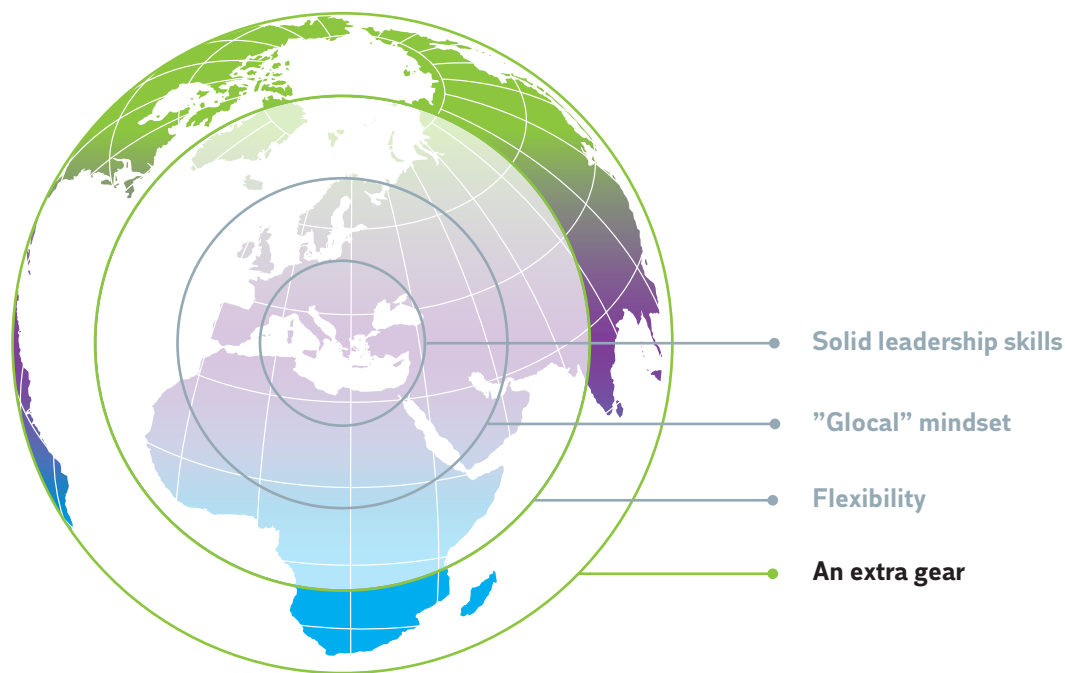 Solid leadership skills
”Glocal” mindset
Flexibility
An extra gear